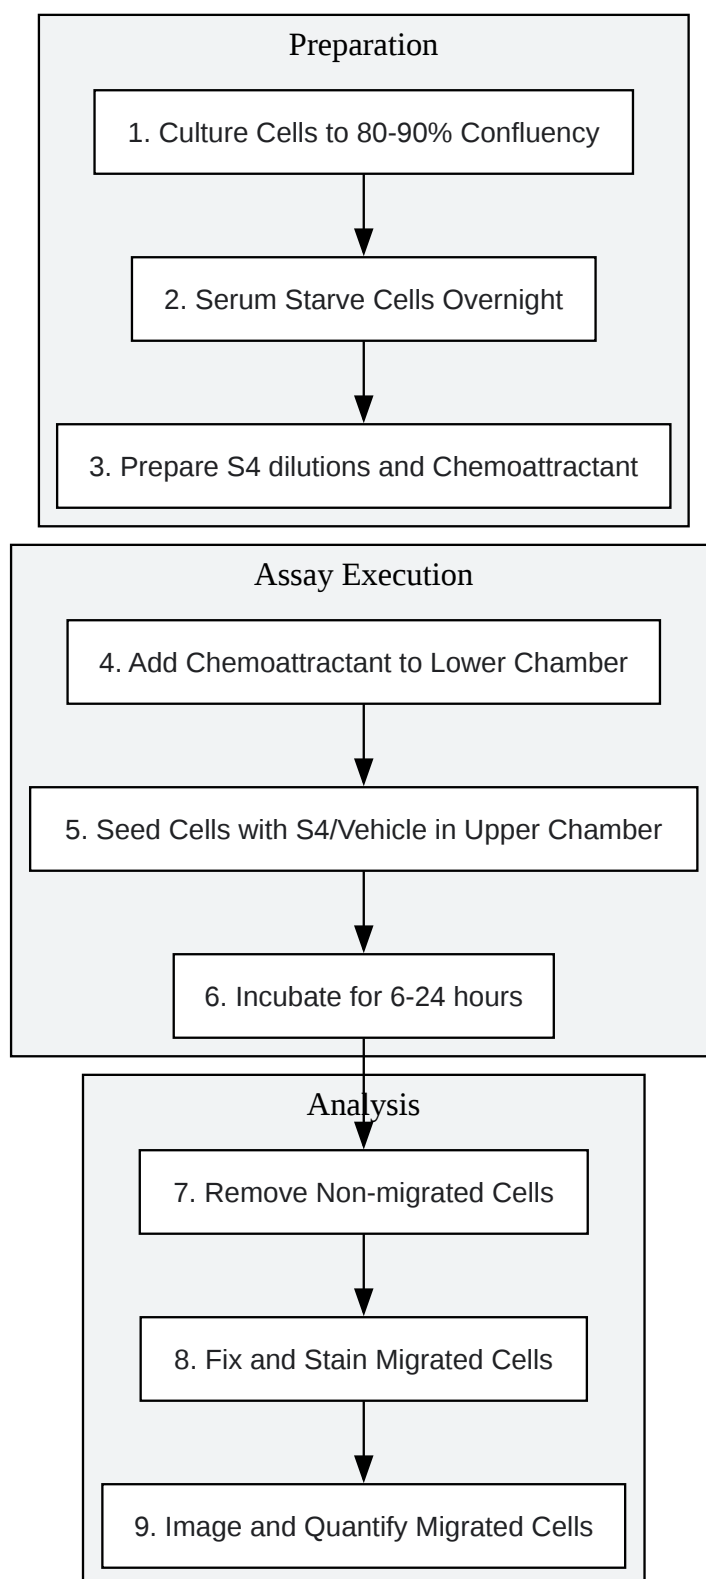 Preparation
1. Culture Cells to 80-90% Confluency
2. Serum Starve Cells Overnight
3. Prepare S4 dilutions and Chemoattractant
Assay Execution
4. Add Chemoattractant to Lower Chamber
5. Seed Cells with S4/Vehicle in Upper Chamber
6. Incubate for 6-24 hours
Analysis
7. Remove Non-migrated Cells
8. Fix and Stain Migrated Cells
9. Image and Quantify Migrated Cells